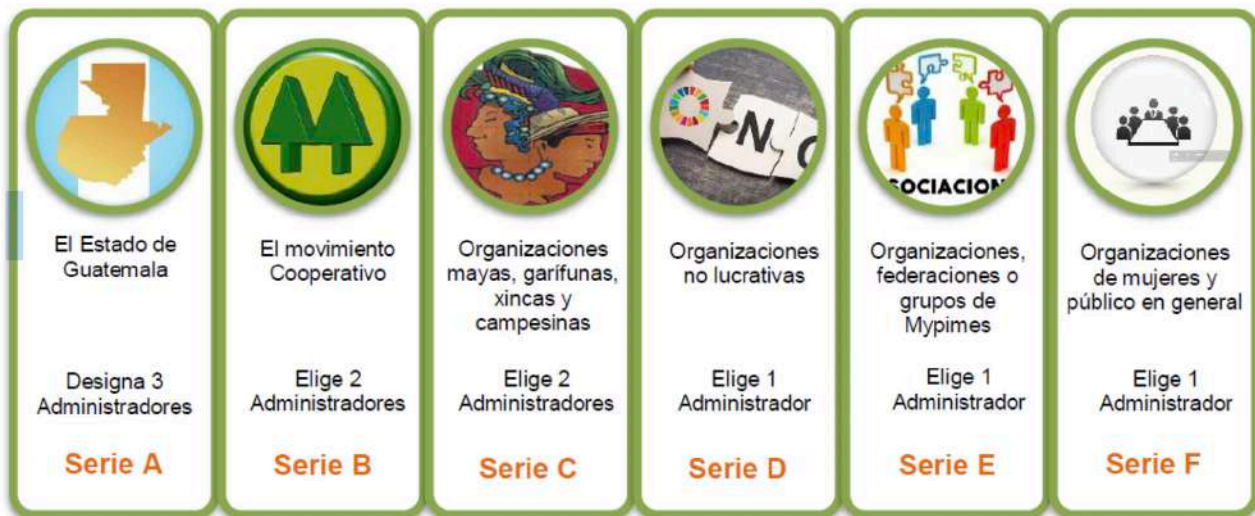 El Estado de
Guatemala
Designa 3
Administradores
Serie A
El movimiento
Cooperativo
Elige 2
Administradores
Serie B
Organizaciones
mayas, garífunas,
xincas y
campesinas
Elige 2
Administradores
Serie C
N
Organizaciones
no lucrativas
Elige 1
Administrador
Serie D
SOCIACION
Organizaciones,
federaciones o
grupos de
Mypimes
Elige 1
Administrador
Serie E
Organizaciones
de mujeres y
público en general
Elige 1
Administrador
Serie F